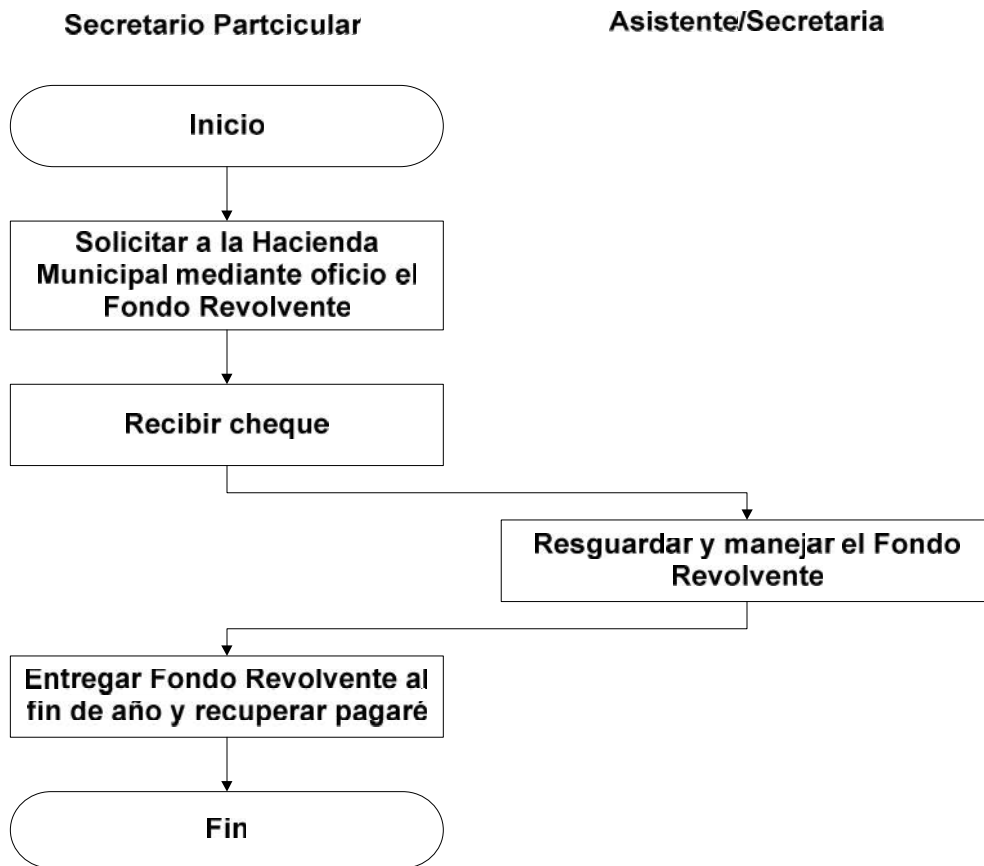 Secretario Partcicular
Asistente/Secretaria
Inicio
Solicitar a la Hacienda
Municipal mediante oficio el
Fondo Revolvente
Recibir cheque
Resguardar y manejar el Fondo
Revolvente
Entregar Fondo Revolvente al
fin de año y recuperar pagaré
Fin